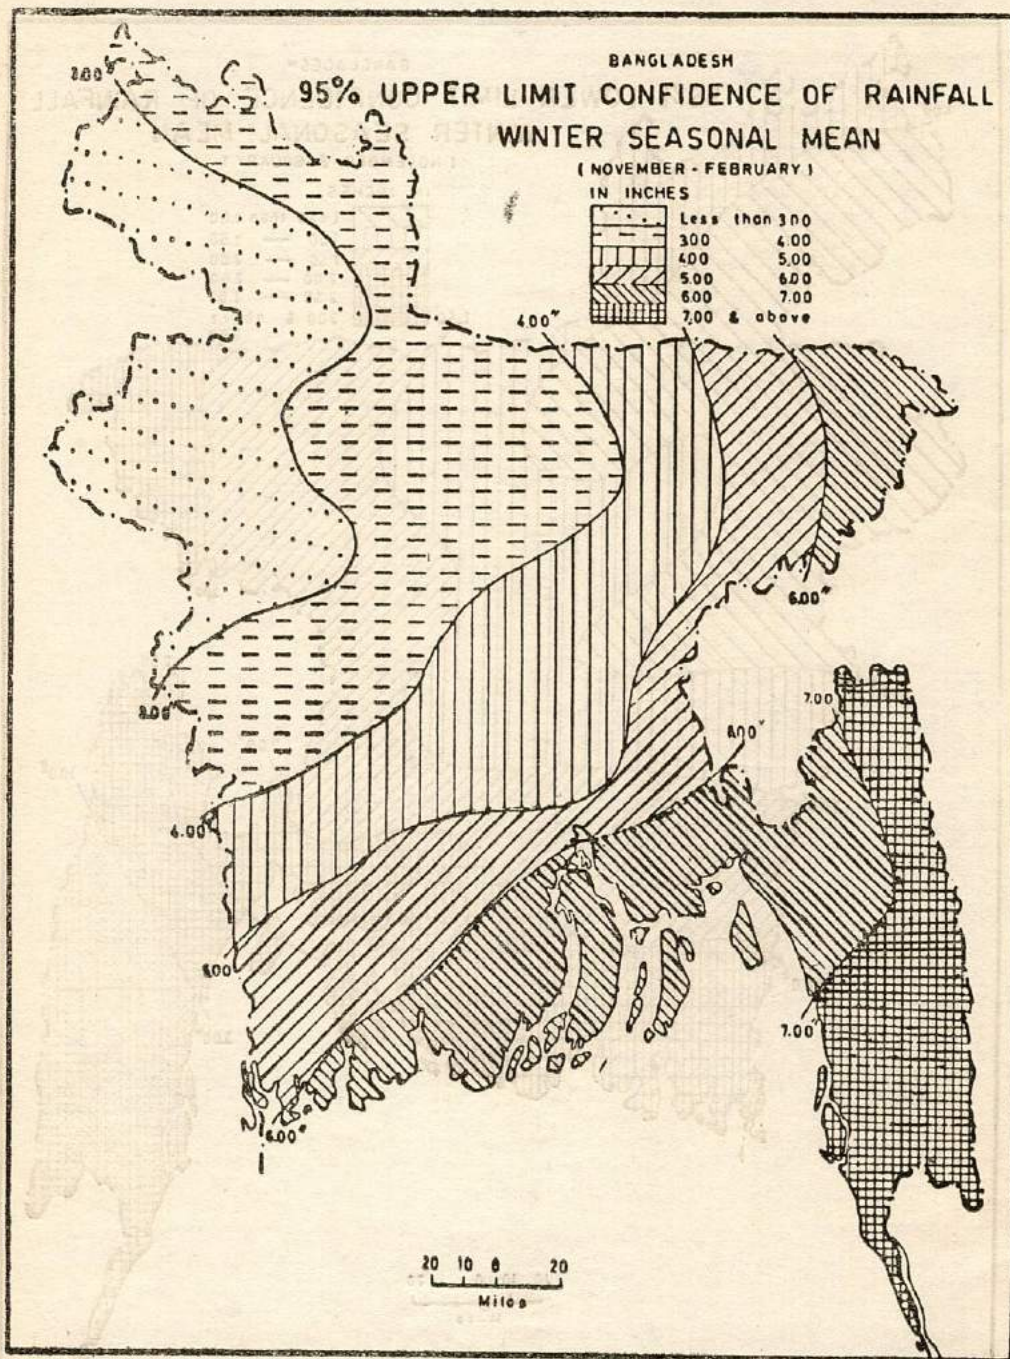 BANGLADESH
95% UPPER LIMIT CONFIDENCE OF RAINFALL
WINTER SEASONAL MEAN
( NOVEMBER - FEBRUARY )
IN INCHES
Less than 3.00
3.00 4.00
4.00 5.00
5.00 6.00
6.00 7.00
7.00 & above
3.00
4.00"
6.00"
3.00"
7.00
6.00"
4.00
5.00
7.00"
6.00"
20 10 0 20
Miles